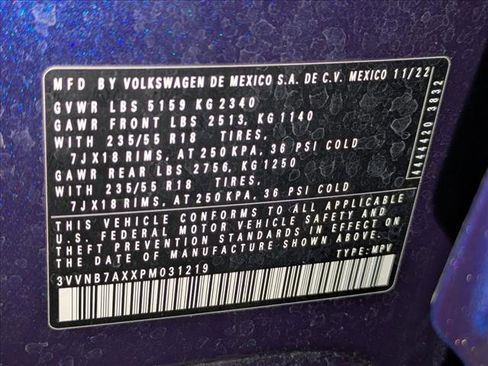 MFD BY VOLKSWAGEN DE MEXICO S.A. DE C.V. MEXICO 11/22
GVWR LBS 5159 KG 2340
GAWR FRONT LBS 2513, KG 1140
WITH 235/55 R18 TIRES,
7JX18 RIMS, AT 250 KPA, 36 PSI COLD
GAWR REAR LBS 2756, KG 1250
WITH 235/55 R18 TIRES,
7JX18 RIMS, AT 250 KPA, 36 PSI COLD
THIS VEHICLE CONFORMS TO ALL APPLICABLE
U.S. FEDERAL MOTOR VEHICLE SAFETY AND
THEFT PREVENTION STANDARDS IN EFFECT ON
THE DATE OF MANUFACTURE SHOWN ABOVE.
3VVNB7AXXPM031219 TYPE: MPV
3832